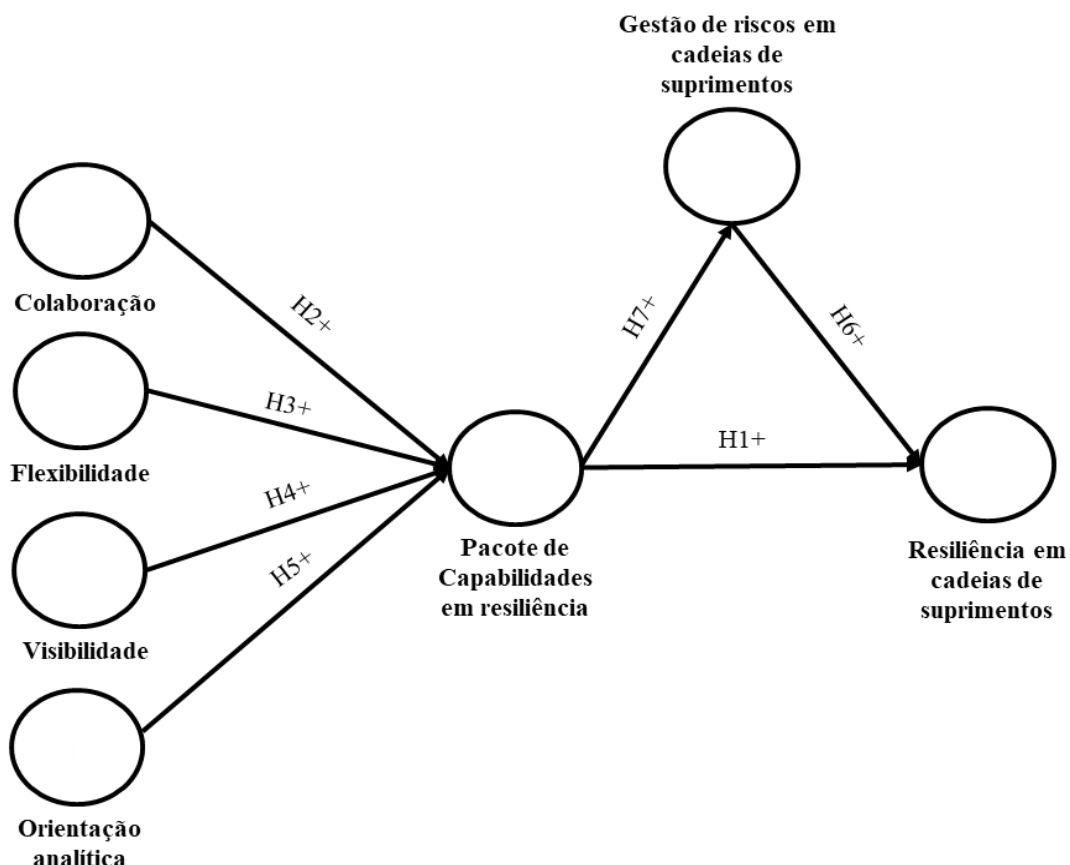 Gestão de riscos em
cadeias de
suprimentos
Colaboração
H2+
H7+
H6+
Flexibilidade
H3+
H1+
Visibilidade
H4+
H5+
Pacote de
Capabilidades
em resiliência
Resiliência em
cadeias de
suprimentos
Orientação
analítica